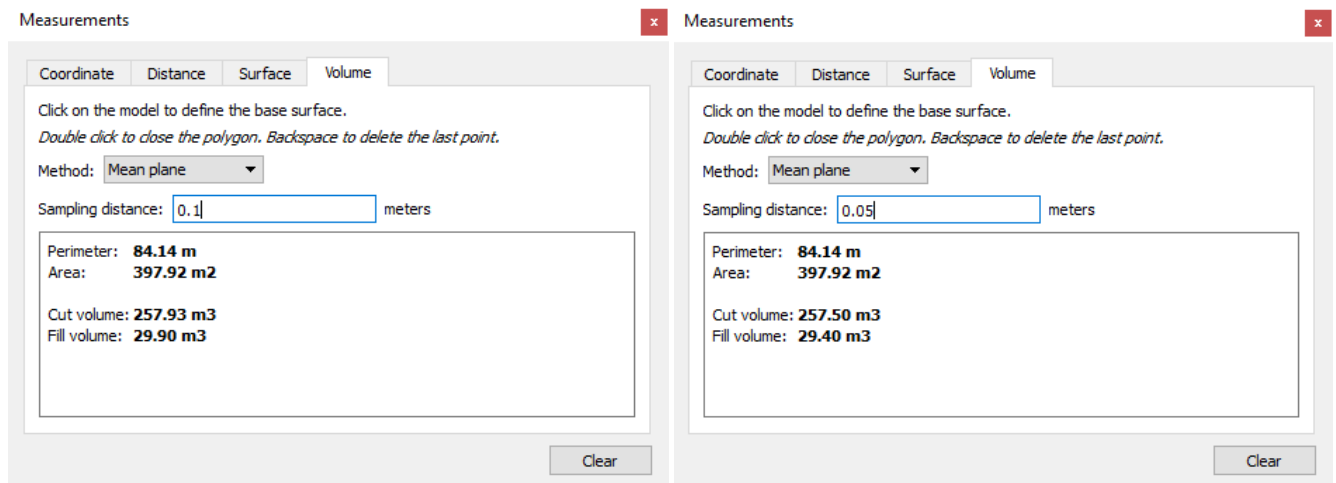 Measurements
x
Coordinate Distance Surface Volume
Click on the model to define the base surface.
Double click to close the polygon. Backspace to delete the last point.
Method: Mean plane
Sampling distance: 0.1 meters
Perimeter: 84.14 m
Area: 397.92 m2
Cut volume: 257.93 m3
Fill volume: 29.90 m3
Clear
Measurements
x
Coordinate Distance Surface Volume
Click on the model to define the base surface.
Double click to close the polygon. Backspace to delete the last point.
Method: Mean plane
Sampling distance: 0.05 meters
Perimeter: 84.14 m
Area: 397.92 m2
Cut volume: 257.50 m3
Fill volume: 29.40 m3
Clear